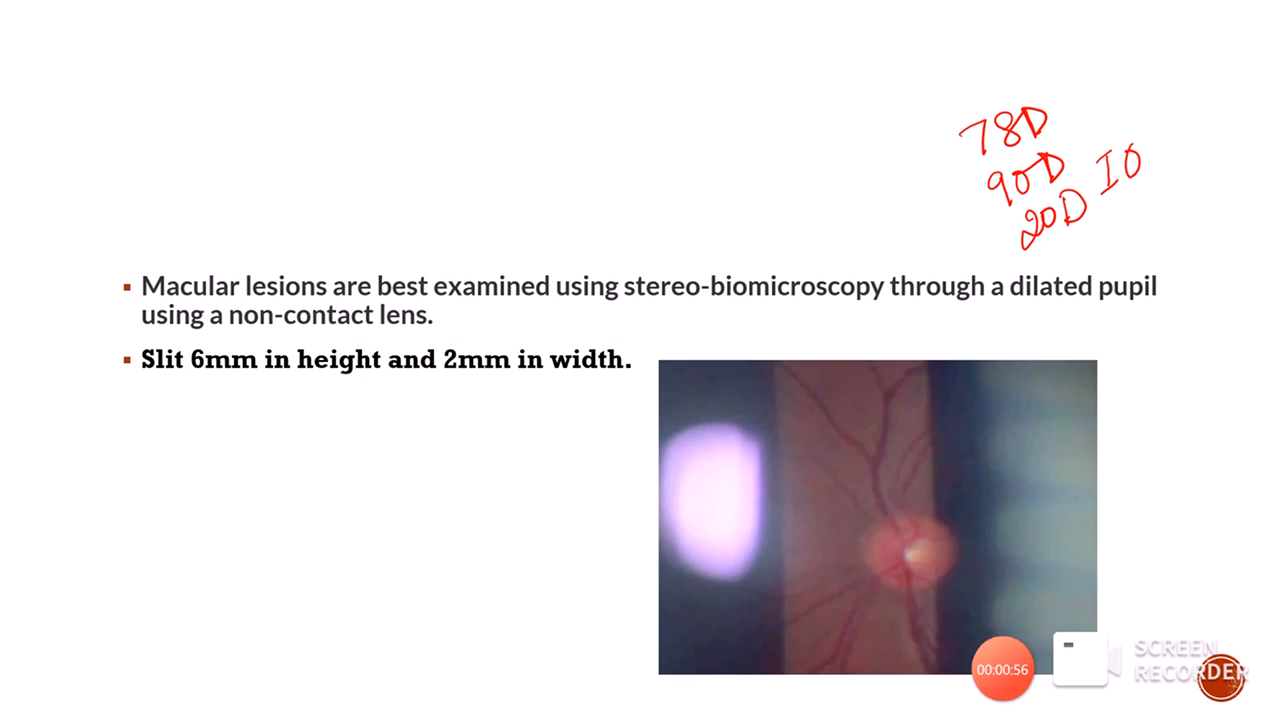 78D
90D
20D IO
▪ Macular lesions are best examined using stereo-biomicroscopy through a dilated pupil
using a non-contact lens.
▪ Slit 6mm in height and 2mm in width.
00:00:56
SCREEN
RECORDER